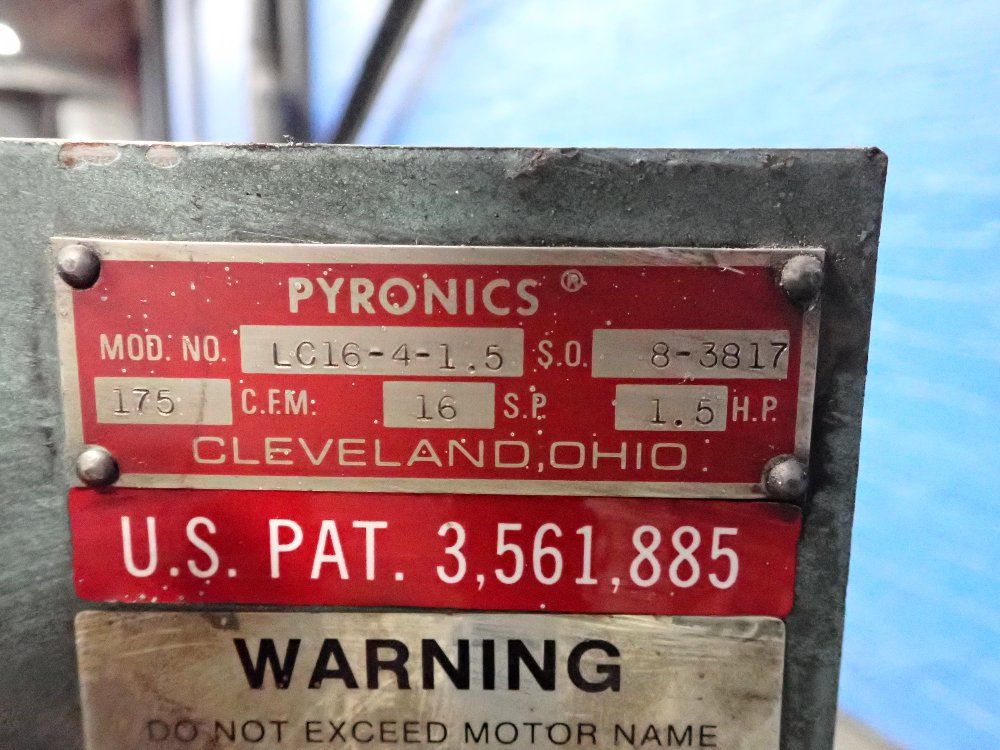 PYRONICS ®
MOD. NO. LC16-4-1.5 S.O. 8-3817
175 C.F.M: 16 S.P. 1.5 H.P.
CLEVELAND, OHIO.
U.S. PAT. 3,561,885
WARNING
DO NOT EXCEED MOTOR NAME